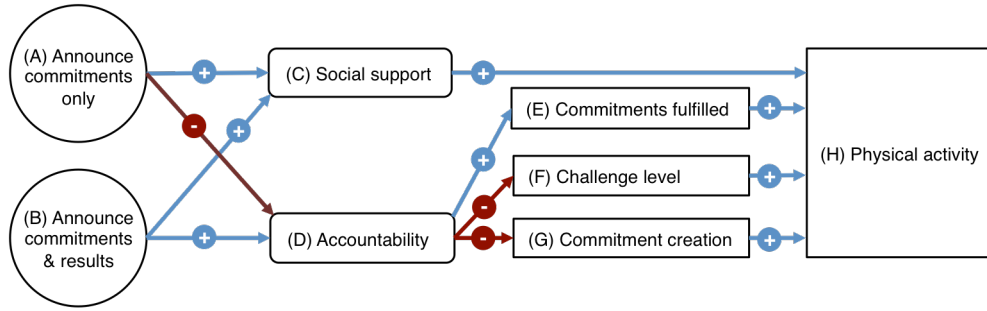 (A) Announce
commitments
only
+
(C) Social support
+
-
+
(E) Commitments fulfilled
+
+
(H) Physical activity
(F) Challenge level
+
-
(B) Announce
commitments
& results
+
(D) Accountability
-
(G) Commitment creation
+